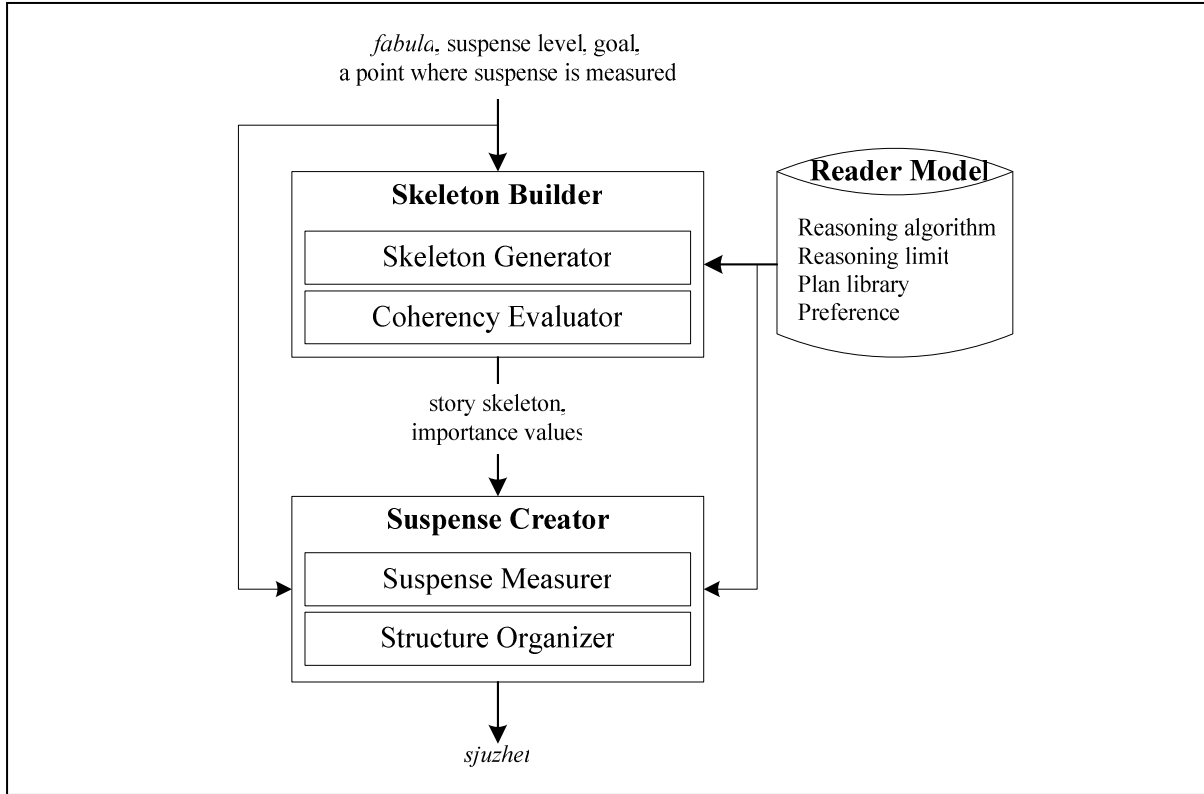 fabula, suspense level, goal,
a point where suspense is measured
Skeleton Builder
Skeleton Generator
Coherency Evaluator
Reader Model
Reasoning algorithm
Reasoning limit
Plan library
Preference
story skeleton,
importance values
Suspense Creator
Suspense Measurer
Structure Organizer
sjuzhet